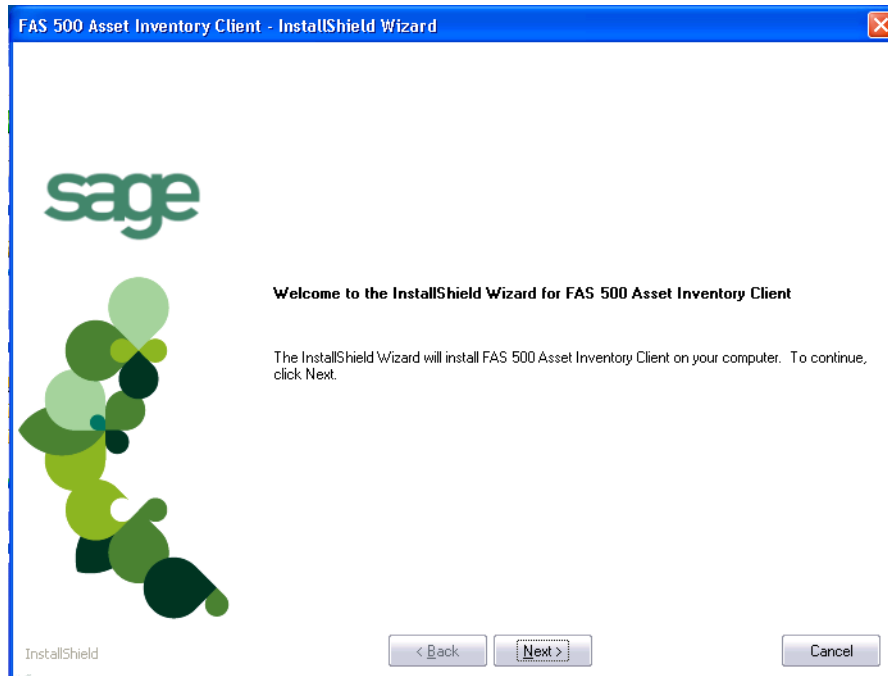 FAS 500 Asset Inventory Client - InstallShield Wizard
sage
Welcome to the InstallShield Wizard for FAS 500 Asset Inventory Client
The InstallShield Wizard will install FAS 500 Asset Inventory Client on your computer. To continue,
click Next.
InstallShield
< Back
Next >
Cancel